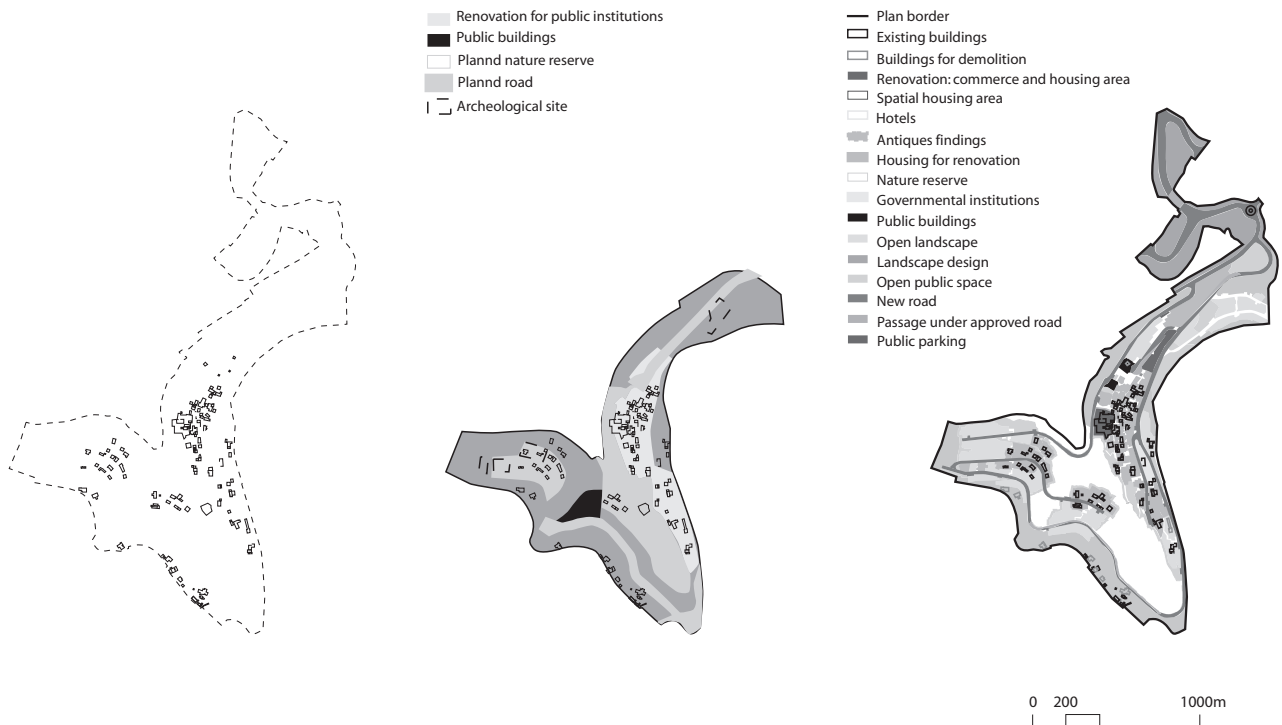 Renovation for public institutions
Public buildings
Plannd nature reserve
Plannd road
Archeological site
Plan border
Existing buildings
Buildings for demolition
Renovation: commerce and housing area
Spatial housing area
Hotels
Antiques findings
Housing for renovation
Nature reserve
Governmental institutions
Public buildings
Open landscape
Landscape design
Open public space
New road
Passage under approved road
Public parking
0 200 1000m